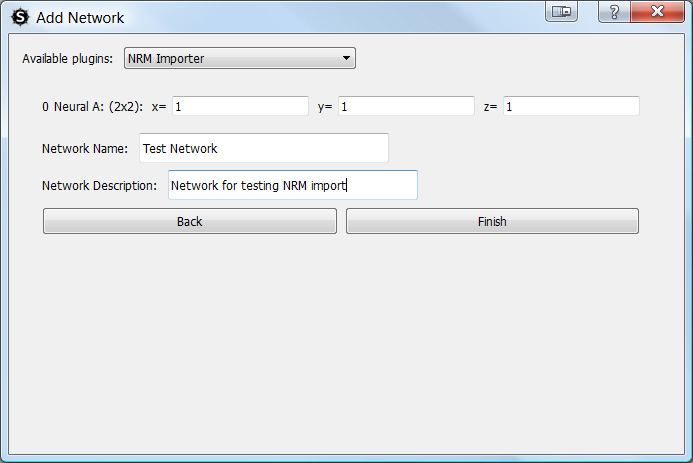 S Add Network ?
Available plugins: NRM Importer
0 Neural A: (2x2): x= 1 y= 1 z= 1
Network Name: Test Network
Network Description: Network for testing NRM import
Back Finish